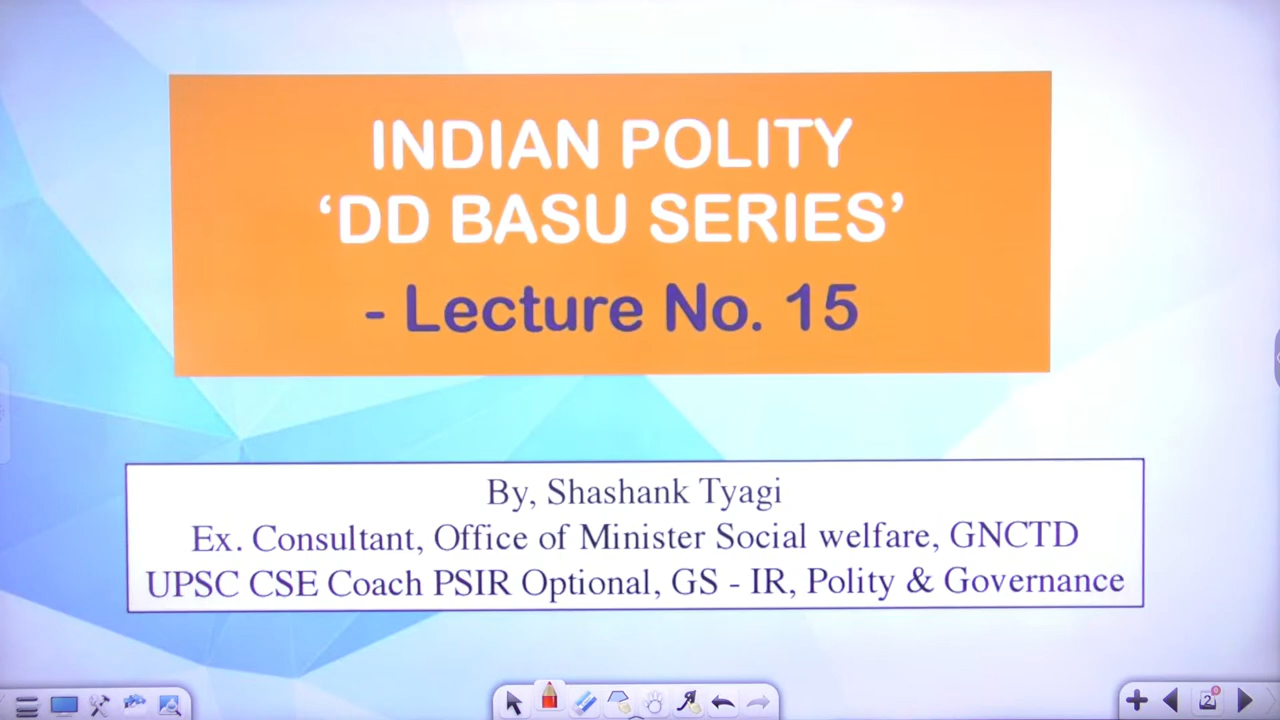 INDIAN POLITY
‘DD BASU SERIES’
- Lecture No. 15
By, Shashank Tyagi
Ex. Consultant, Office of Minister Social welfare, GNCTD
UPSC CSE Coach PSIR Optional, GS - IR, Polity & Governance
2